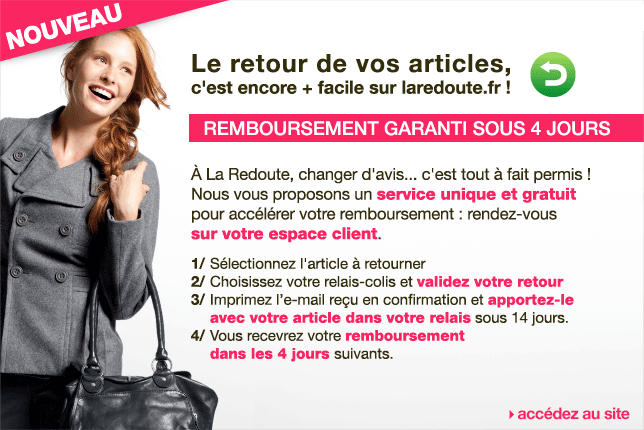 NOUVEAU
Le retour de vos articles,
c'est encore + facile sur laredoute.fr !
REMBOURSEMENT GARANTI SOUS 4 JOURS
À La Redoute, changer d'avis... c'est tout à fait permis !
Nous vous proposons un service unique et gratuit
pour accélérer votre remboursement : rendez-vous
sur votre espace client.
1/ Sélectionnez l'article à retourner
2/ Choisissez votre relais-colis et validez votre retour
3/ Imprimez l’e-mail reçu en confirmation et apportez-le
avec votre article dans votre relais sous 14 jours.
4/ Vous recevrez votre remboursement
dans les 4 jours suivants.
accédez au site